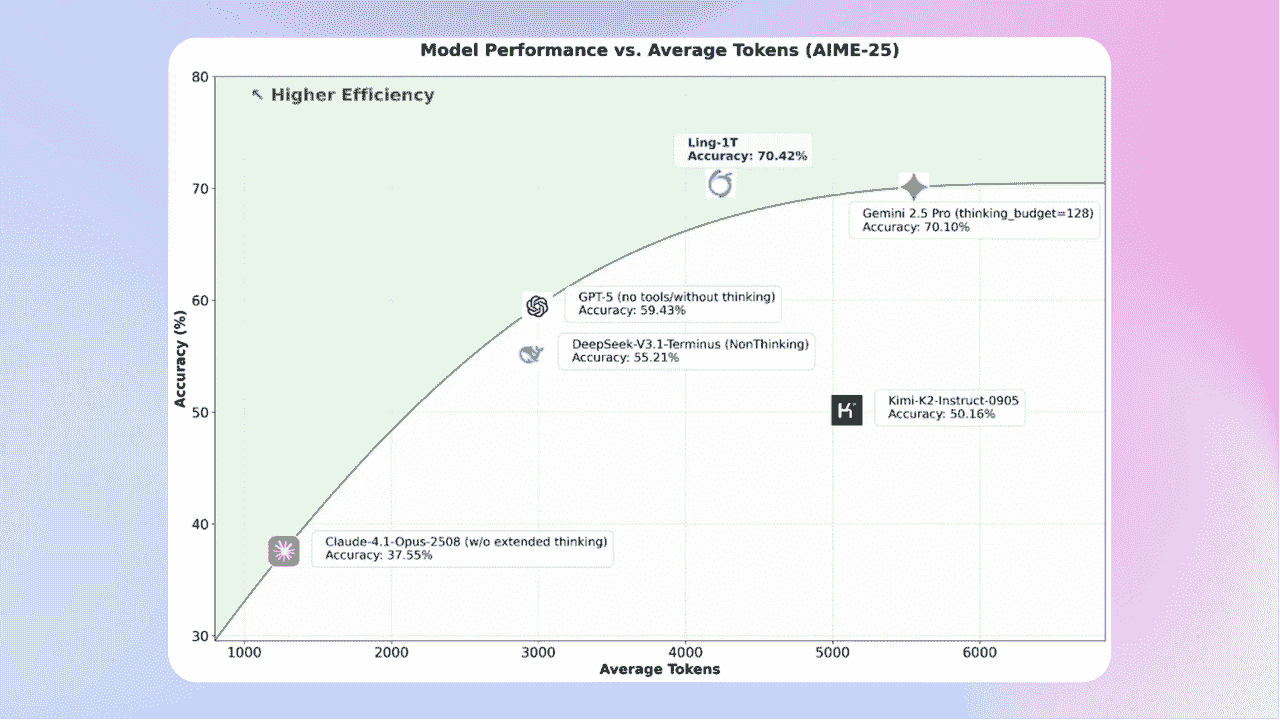 Model Performance vs. Average Tokens (AIME-25)
80
↖ Higher Efficiency
Ling-1T
Accuracy: 70.42%
70
Gemini 2.5 Pro (thinking_budget=128)
Accuracy: 70.10%
60
GPT-5 (no tools/without thinking)
Accuracy: 59.43%
DeepSeek-V3.1-Terminus (NonThinking)
Accuracy: 55.21%
Accuracy (%)
50
Kimi-K2-Instruct-0905
Accuracy: 50.16%
40
Claude-4.1-Opus-2508 (w/o extended thinking)
Accuracy: 37.55%
30
1000 2000 3000 4000 5000 6000
Average Tokens